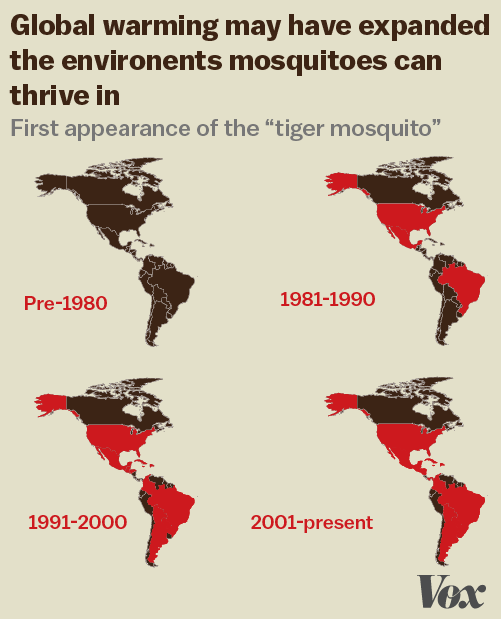 Global warming may have expanded
the environents mosquitoes can
thrive in
First appearance of the “tiger mosquito”
Pre-1980
1981-1990
1991-2000
2001-present
Vox